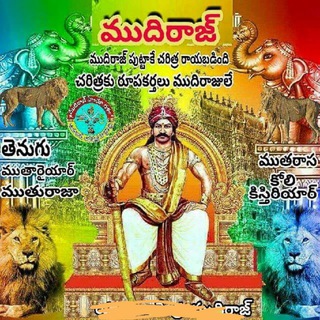 ముదిరాజ్
ముదిరాజ్ పుట్టాకే చరిత్ర రాయబడింది
చరిత్రకు రూపకర్తలు ముదిరాజులే
తెనుగు
ముత్తారైయార్
ముతురాజా
ముతరాస
కోలి
కిస్తిరియార్